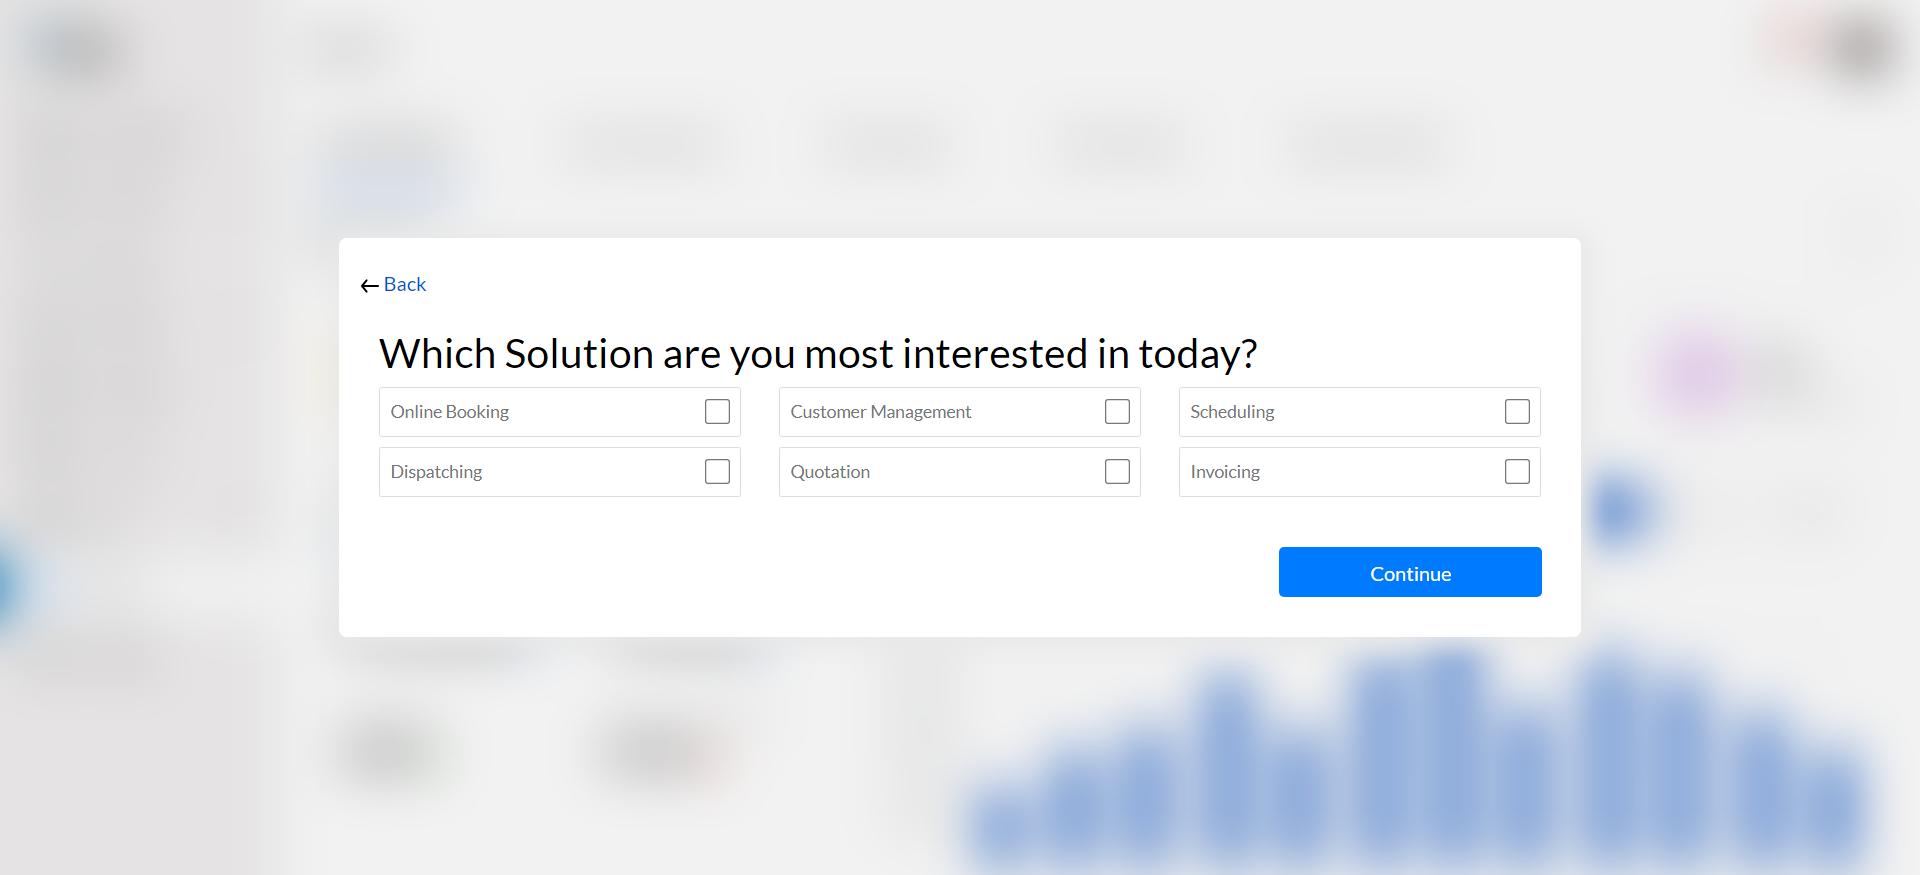 Back
Which Solution are you most interested in today?
Online Booking
Customer Management
Scheduling
Dispatching
Quotation
Invoicing
Continue